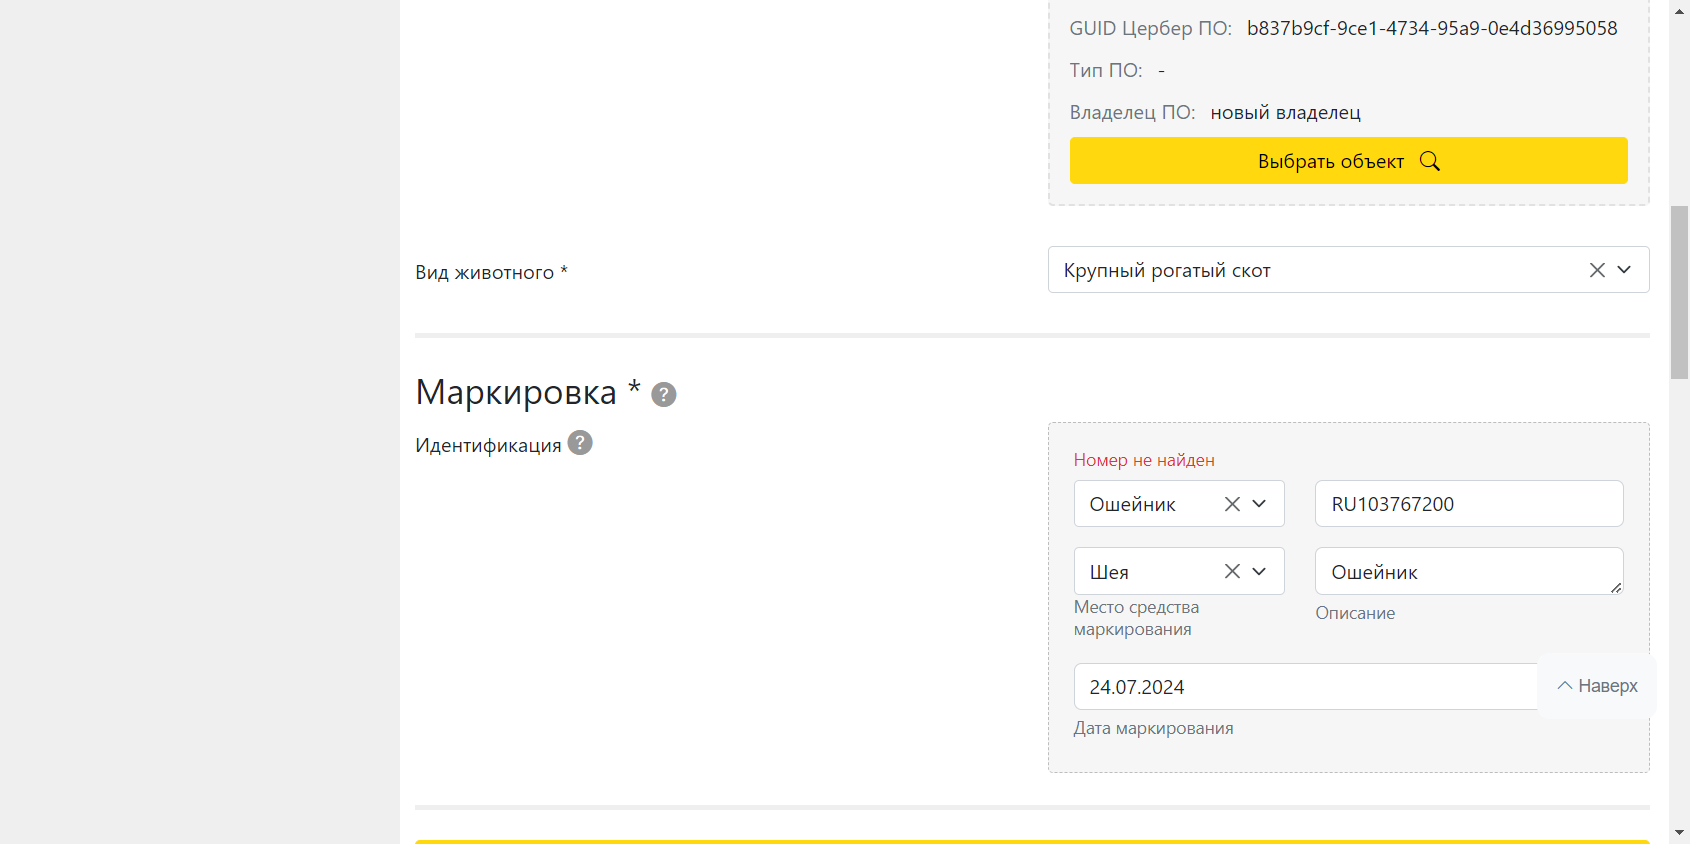 GUID Цербер ПО: b837b9cf-9ce1-4734-95a9-0e4d36995058
Тип ПО: -
Владелец ПО: новый владелец
Выбрать объект
Вид животного *
Крупный рогатый скот
Маркировка * ?
Идентификация ?
Номер не найден
Ошейник
RU103767200
Шея
Ошейник
Место средства
маркирования
Описание
24.07.2024
Наверх
Дата маркирования